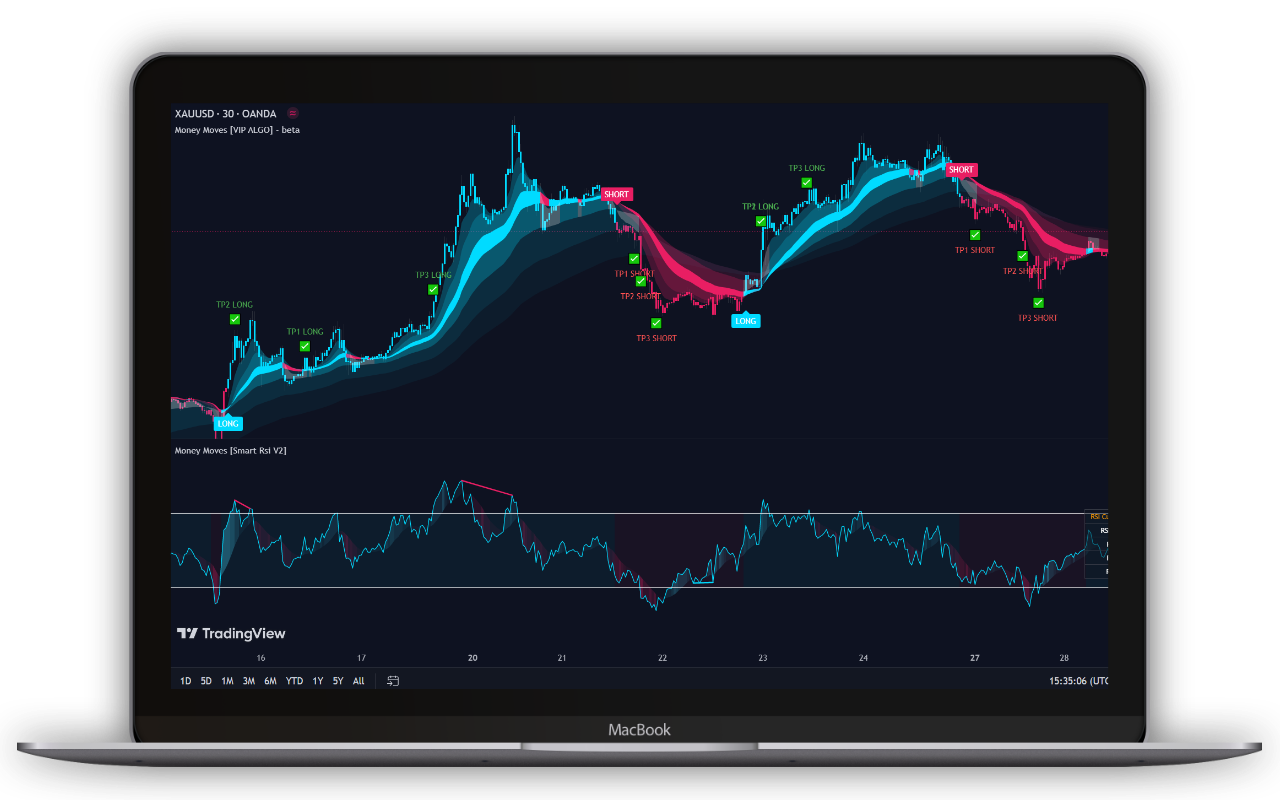 XAUUSD · 30 · OANDA
Money Moves [VIP ALGO] - beta
TP3 LONG
SHORT
SHORT
TP2 LONG
TP1 SHORT
TP1 SHORT
TP2 SHORT
TP3 LONG
TP2 SHORT
TP2 LONG
TP3 SHORT
LONG
TP1 LONG
TP3 SHORT
LONG
Money Moves [Smart Rsi V2]
RSI
RS
TradingView
16 17 20 21 22 23 24 27 28
1D 5D 1M 3M 6M YTD 1Y 5Y All
15:35:06 (UTC
MacBook